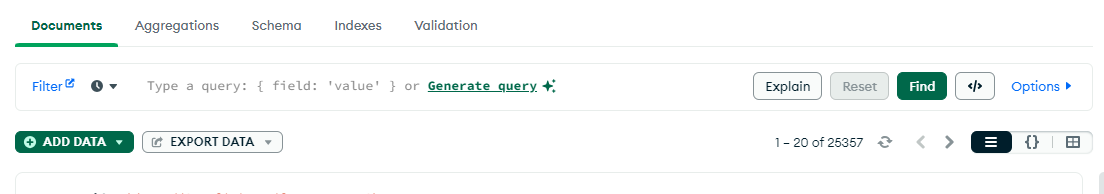 Documents Aggregations Schema Indexes Validation
Filter Type a query: { field: 'value' } or Generate query Explain Reset Find </> Options
ADD DATA EXPORT DATA 1 – 20 of 25357 {}